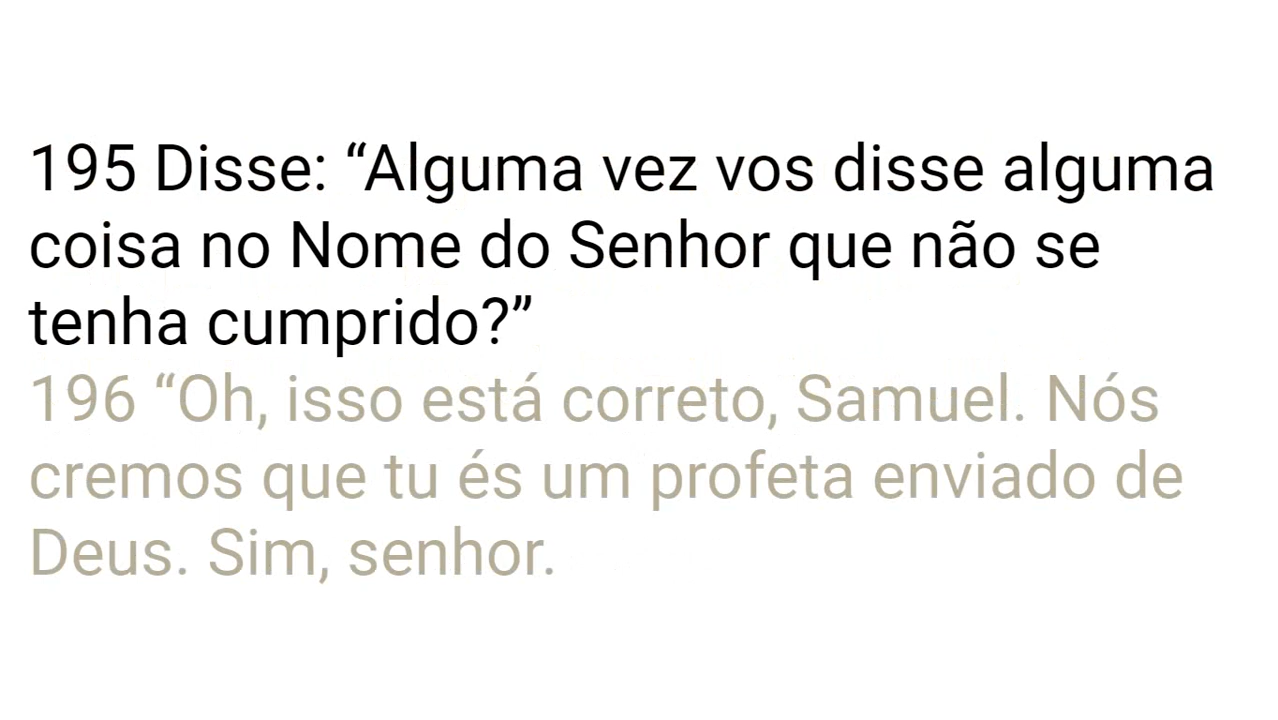 195 Disse: “Alguma vez vos disse alguma
coisa no Nome do Senhor que não se
tenha cumprido?”
196 “Oh, isso está correto, Samuel. Nós
cremos que tu és um profeta enviado de
Deus. Sim, senhor.